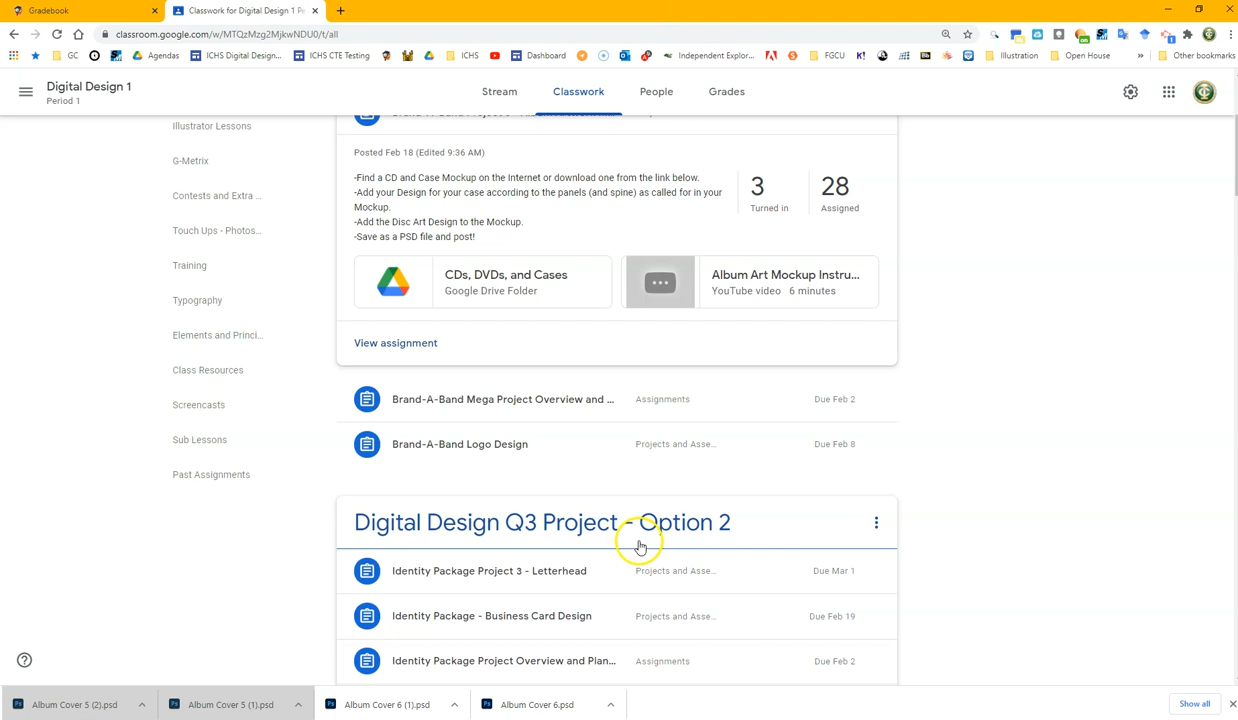 Gradebook
Classwork for Digital Design 1 Pe
classroom.google.com/w/MTQzMzg2MjkwNDU0/t/all
GC
Agendas
ICHS Digital Design...
ICHS CTE Testing
ICHS
Dashboard
Independent Explor...
FGCU
K!
Illustration
Open House
Other bookmarks
Digital Design 1
Period 1
Stream
Classwork
People
Grades
Illustrator Lessons
G-Metrix
Contests and Extra ...
Touch Ups - Photos...
Training
Typography
Elements and Princi...
Class Resources
Screencasts
Sub Lessons
Past Assignments
Posted Feb 18 (Edited 9:36 AM)
-Find a CD and Case Mockup on the Internet or download one from the link below.
-Add your Design for your case according to the panels (and spine) as called for in your
Mockup.
-Add the Disc Art Design to the Mockup.
-Save as a PSD file and post!
3
Turned in
28
Assigned
CDs, DVDs, and Cases
Google Drive Folder
Album Art Mockup Instru...
YouTube video 6 minutes
View assignment
Brand-A-Band Mega Project Overview and ...
Assignments
Due Feb 2
Brand-A-Band Logo Design
Projects and Asse...
Due Feb 8
Digital Design Q3 Project - Option 2
Identity Package Project 3 - Letterhead
Projects and Asse...
Due Mar 1
Identity Package - Business Card Design
Projects and Asse...
Due Feb 19
Identity Package Project Overview and Plan...
Assignments
Due Feb 2
Album Cover 5 (2).psd
Album Cover 5 (1).psd
Album Cover 6 (1).psd
Album Cover 6.psd
Show all